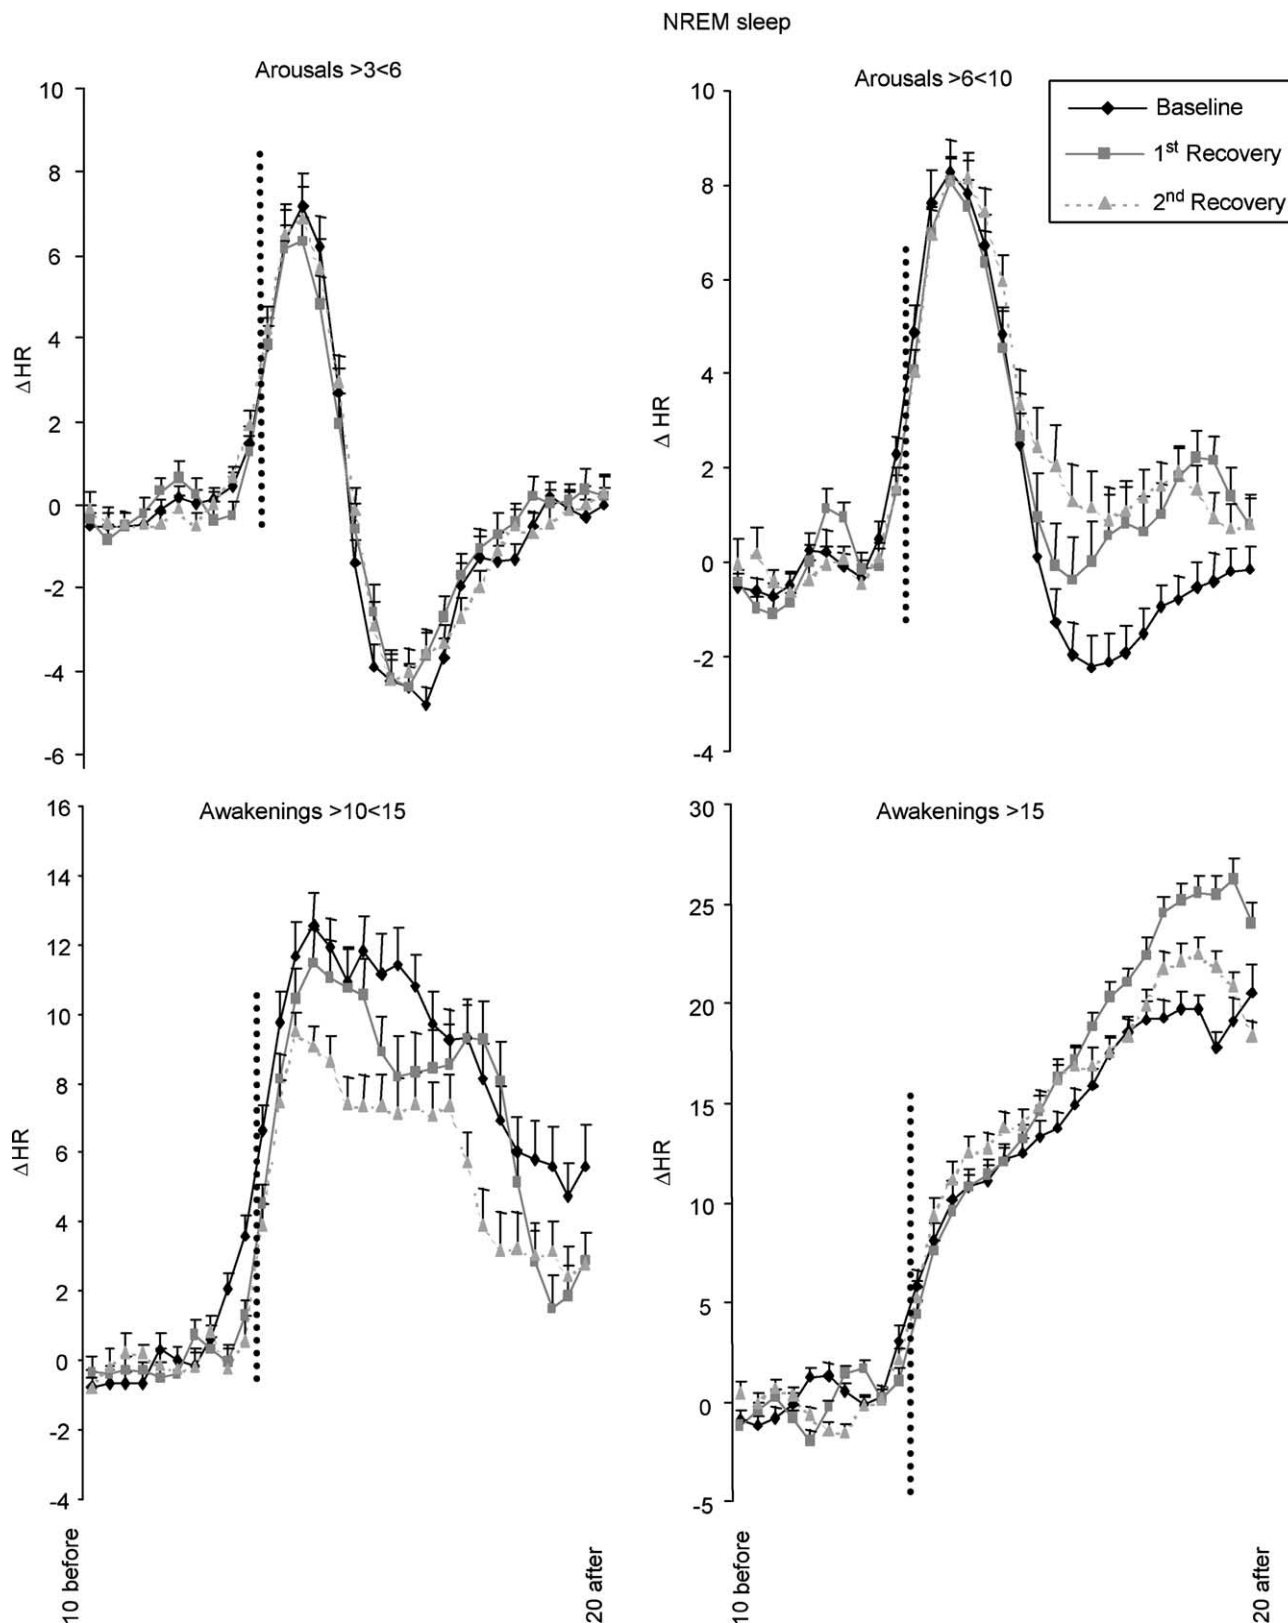 NREM sleep
Arousals >3<6
10
8
6
4
2
0
-2
-4
-6
ΔHR
Arousals >6<10
10
8
6
4
2
0
-2
-4
Δ HR
Baseline
1st Recovery
2nd Recovery
Awakenings >10<15
16
14
12
10
8
6
4
2
0
-2
-4
ΔHR
10 before
20 after
Awakenings >15
30
25
20
15
10
5
0
-5
ΔHR
10 before
20 after